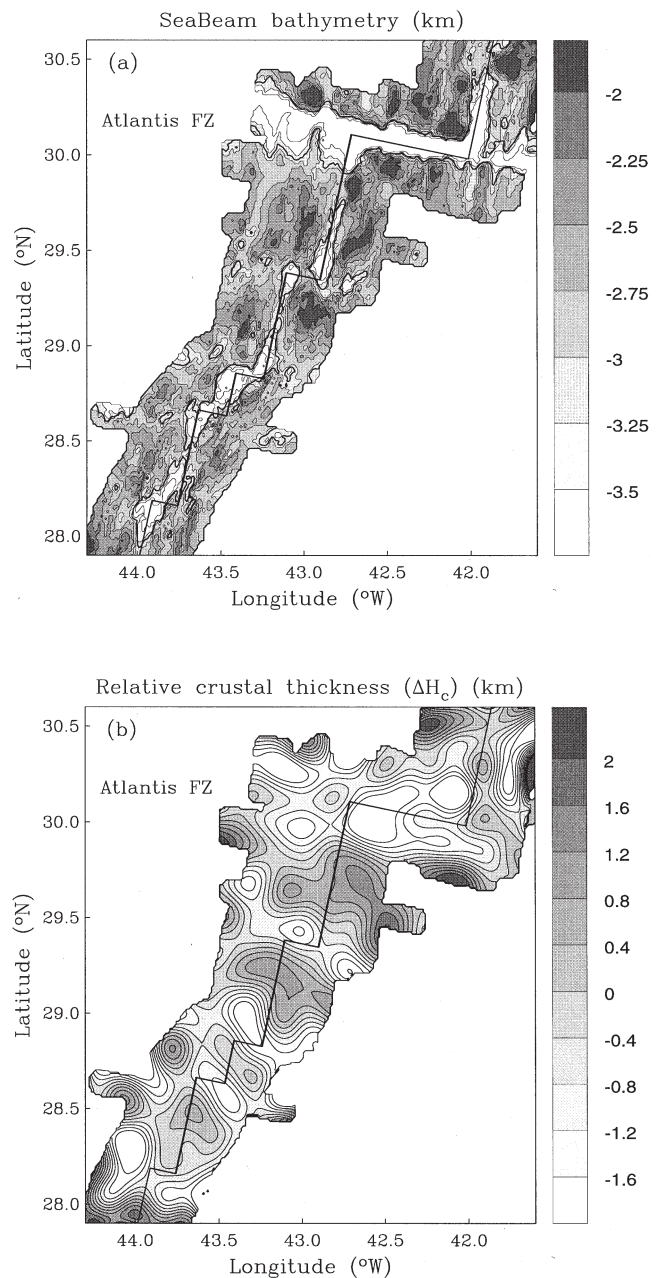 SeaBeam bathymetry (km)
(a)
Atlantis FZ
30.5
30.0
29.5
29.0
28.5
28.0
Latitude (°N)
44.0 43.5 43.0 42.5 42.0
Longitude (°W)
-2
-2.25
-2.5
-2.75
-3
-3.25
-3.5
Relative crustal thickness (ΔHc) (km)
(b)
Atlantis FZ
30.5
30.0
29.5
29.0
28.5
28.0
Latitude (°N)
44.0 43.5 43.0 42.5 42.0
Longitude (°W)
2
1.6
1.2
0.8
0.4
0
-0.4
-0.8
-1.2
-1.6